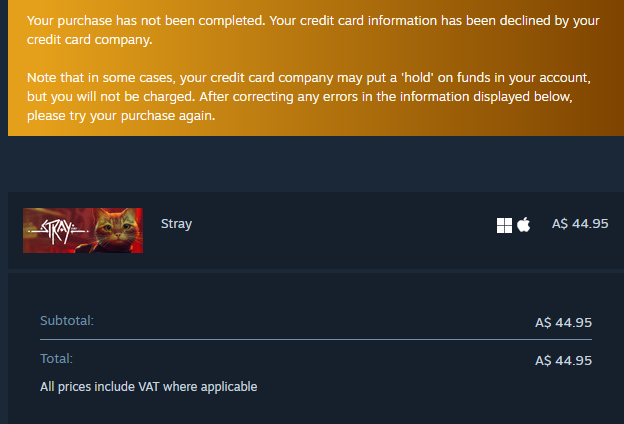 Your purchase has not been completed. Your credit card information has been declined by your
credit card company.
Note that in some cases, your credit card company may put a 'hold' on funds in your account,
but you will not be charged. After correcting any errors in the information displayed below,
please try your purchase again.
STRAY
Stray
A$ 44.95
Subtotal:
A$ 44.95
Total:
A$ 44.95
All prices include VAT where applicable